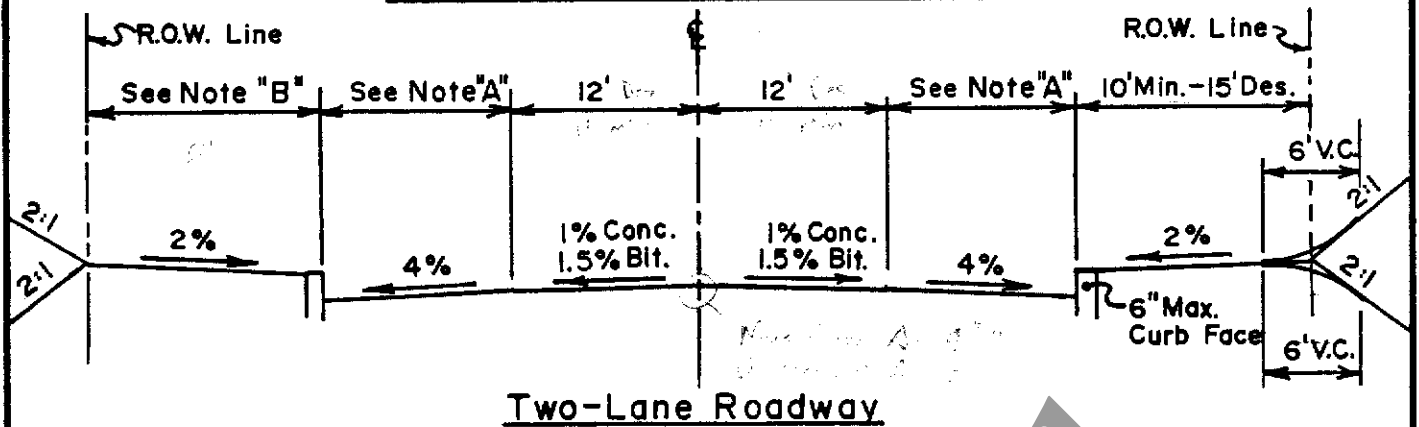 R.O.W. Line
℄
R.O.W. Line
See Note "B"
See Note "A"
12'
12'
See Note "A"
10' Min.-15' Des.
6' V.C.
2:1
2:1
2%
4%
1% Conc.
1.5% Bit.
1% Conc.
1.5% Bit.
4%
2%
2:1
2:1
6" Max.
Curb Face
6' V.C.
Two-Lane Roadway